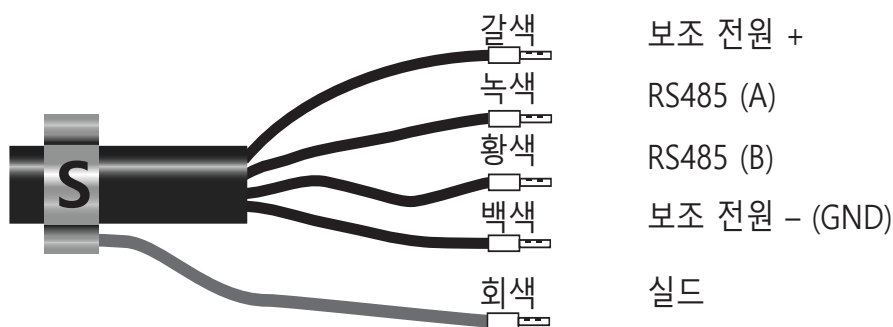 갈색 보조 전원 +
녹색 RS485 (A)
황색 RS485 (B)
S
백색 보조 전원 – (GND)
회색 실드